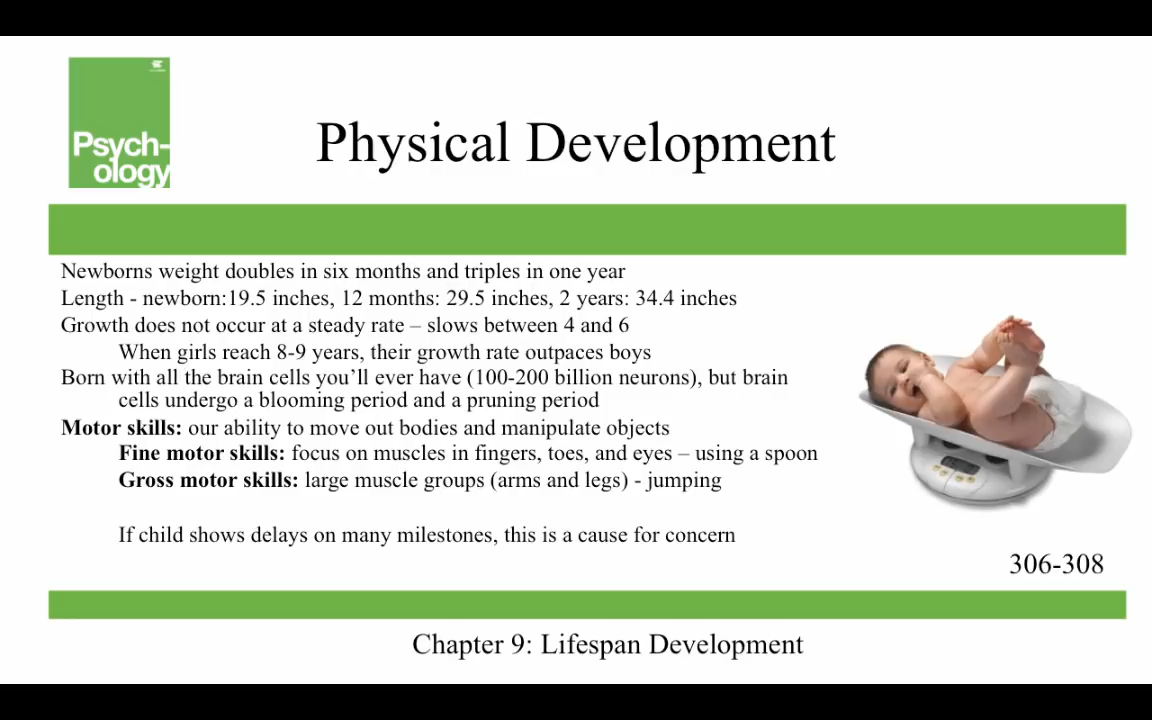 Psych-
ology
Physical Development
Newborns weight doubles in six months and triples in one year
Length - newborn:19.5 inches, 12 months: 29.5 inches, 2 years: 34.4 inches
Growth does not occur at a steady rate – slows between 4 and 6
When girls reach 8-9 years, their growth rate outpaces boys
Born with all the brain cells you'll ever have (100-200 billion neurons), but brain
cells undergo a blooming period and a pruning period
Motor skills: our ability to move out bodies and manipulate objects
Fine motor skills: focus on muscles in fingers, toes, and eyes – using a spoon
Gross motor skills: large muscle groups (arms and legs) - jumping
If child shows delays on many milestones, this is a cause for concern
306-308
Chapter 9: Lifespan Development